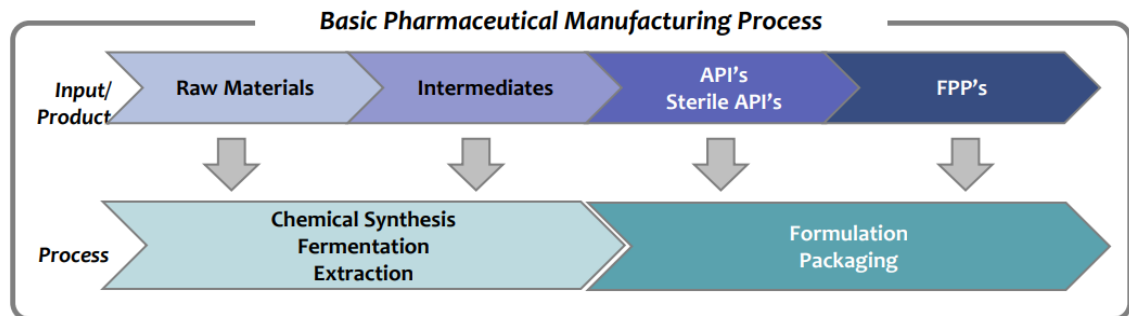 Basic Pharmaceutical Manufacturing Process
Input/
Product
Raw Materials
Intermediates
API's
Sterile API's
FPP's
Process
Chemical Synthesis
Fermentation
Extraction
Formulation
Packaging